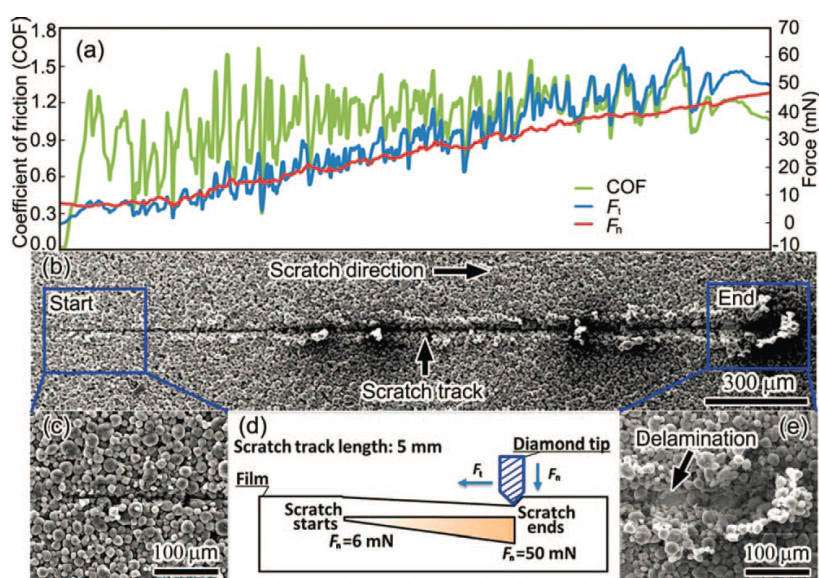 (a)
Coefficient of friction (COF
1.8
1.5
1.2
0.9
0.6
0.3
0.0
70
60
50
40
30
20
10
0
-10
Force (mN)
COF
Ft
Fn
(b)
Scratch direction
Start
End
Scratch track
300 μm
(c)
100 μm
(d)
Scratch track length: 5 mm
Diamond tip
Ft
Fn
Film
Scratch
starts
Fn=6 mN
Scratch
ends
Fn=50 mN
(e)
Delamination
100 μm